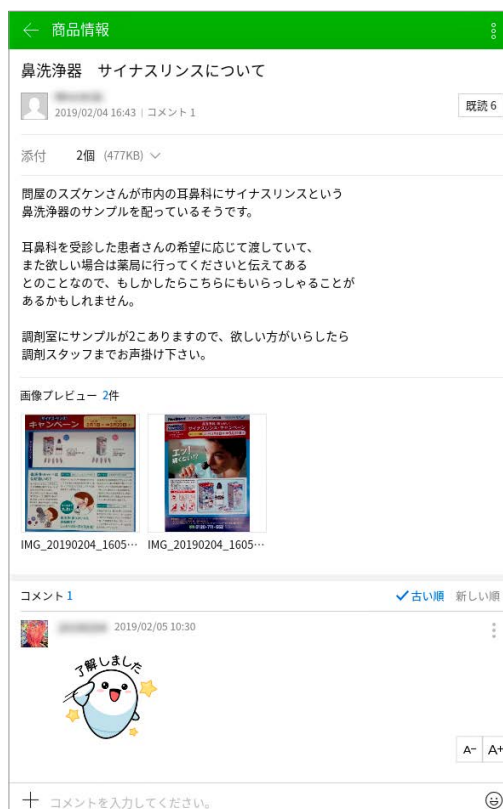 商品情報
鼻洗浄器　サイナスリンスについて
2019/02/04 16:43 | コメント 1
既読 6
添付 2個 (477KB)
問屋のスズケンさんが市内の耳鼻科にサイナスリンスという
鼻洗浄器のサンプルを配っているそうです。
耳鼻科を受診した患者さんの希望に応じて渡していて、
また欲しい場合は薬局に行ってくださいと伝えてある
とのことなので、もしかしたらこちらにもいらっしゃることが
あるかもしれません。
調剤室にサンプルが2こありますので、欲しい方がいらしたら
調剤スタッフまでお声掛け下さい。
画像プレビュー 2件
キャンペーン
IMG_20190204_1605… IMG_20190204_1605…
コメント 1
古い順 新しい順
2019/02/05 10:30
了解しました
A- A+
コメントを入力してください。